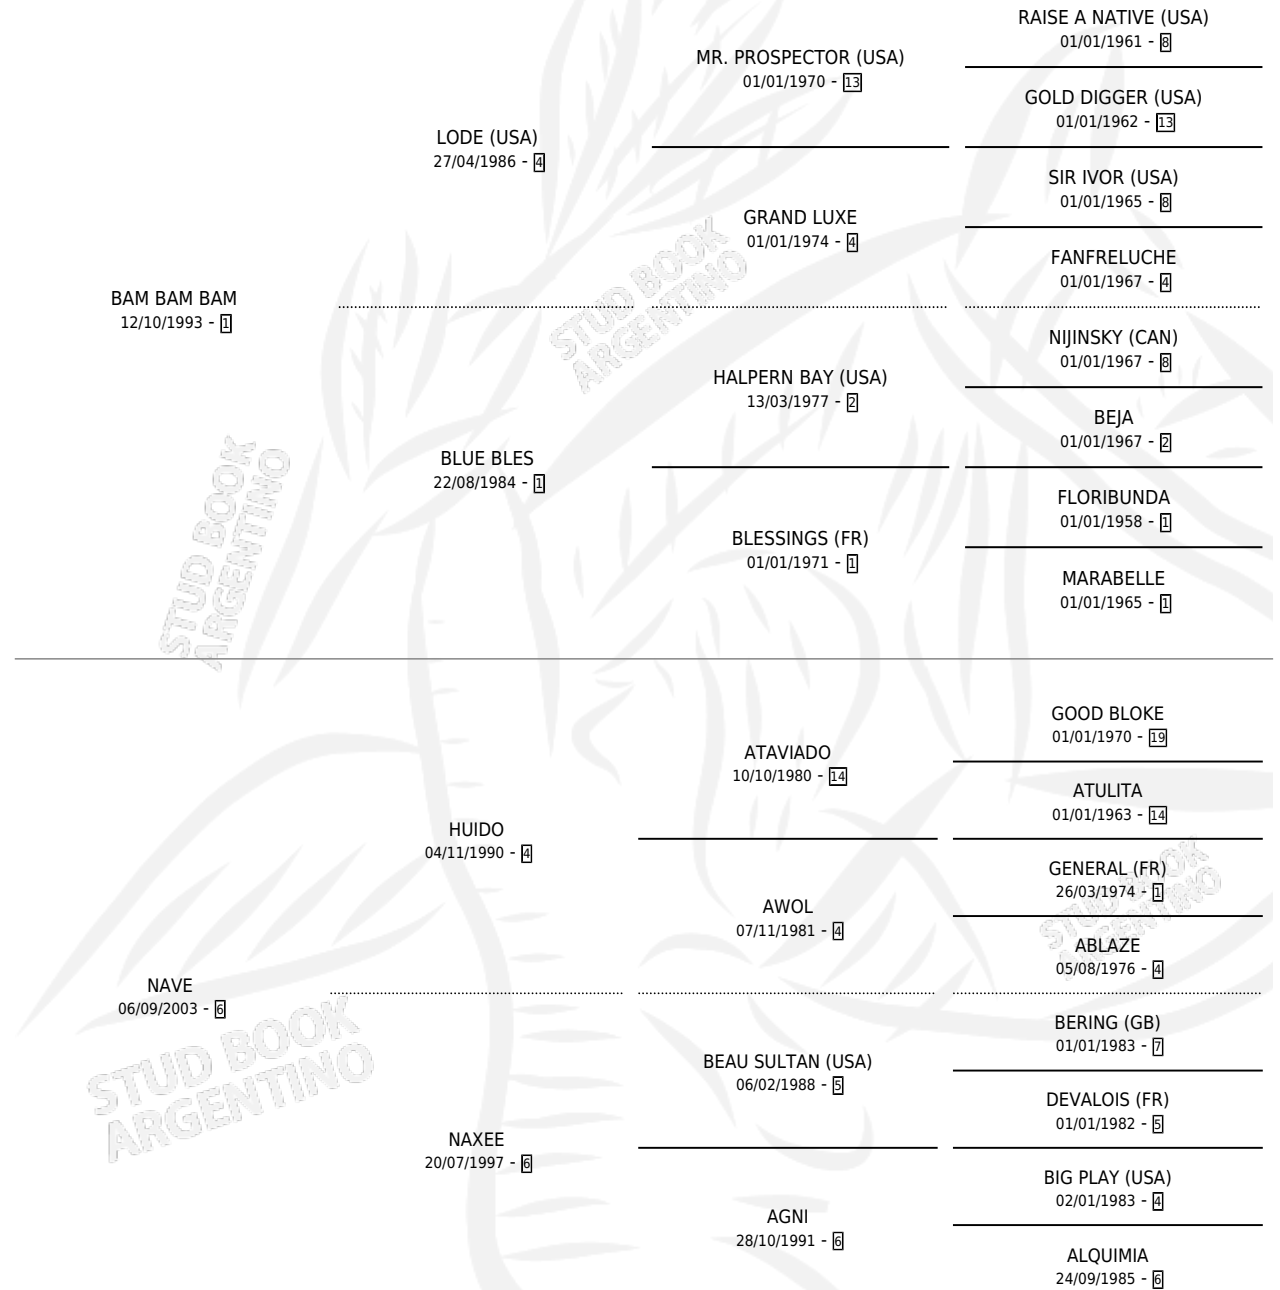 RAISE A NATIVE (USA)
01/01/1961 - 8
MR. PROSPECTOR (USA)
01/01/1970 - 13
GOLD DIGGER (USA)
01/01/1962 - 13
LODE (USA)
27/04/1986 - 4
SIR IVOR (USA)
01/01/1965 - 8
GRAND LUXE
01/01/1974 - 4
FANFRELUCHE
01/01/1967 - 4
BAM BAM BAM
12/10/1993 - 1
NIJINSKY (CAN)
01/01/1967 - 8
HALPERN BAY (USA)
13/03/1977 - 2
BEJA
01/01/1967 - 2
BLUE BLES
22/08/1984 - 1
FLORIBUNDA
01/01/1958 - 1
BLESSINGS (FR)
01/01/1971 - 1
MARABELLE
01/01/1965 - 1
GOOD BLOKE
01/01/1970 - 19
ATAVIADO
10/10/1980 - 14
ATULITA
01/01/1963 - 14
HUIDO
04/11/1990 - 4
GENERAL (FR)
26/03/1974 - 1
AWOL
07/11/1981 - 4
ABLAZE
05/08/1976 - 4
NAVE
06/09/2003 - 6
BERING (GB)
01/01/1983 - 7
BEAU SULTAN (USA)
06/02/1988 - 5
DEVALOIS (FR)
01/01/1982 - 5
NAXEE
20/07/1997 - 6
BIG PLAY (USA)
02/01/1983 - 4
AGNI
28/10/1991 - 6
ALQUIMIA
24/09/1985 - 6
STUD BOOK
ARGENTINO
STUD BOOK
ARGENTINO
STUD BOOK
ARGENTINO
STUD BOOK
ARGENTINO